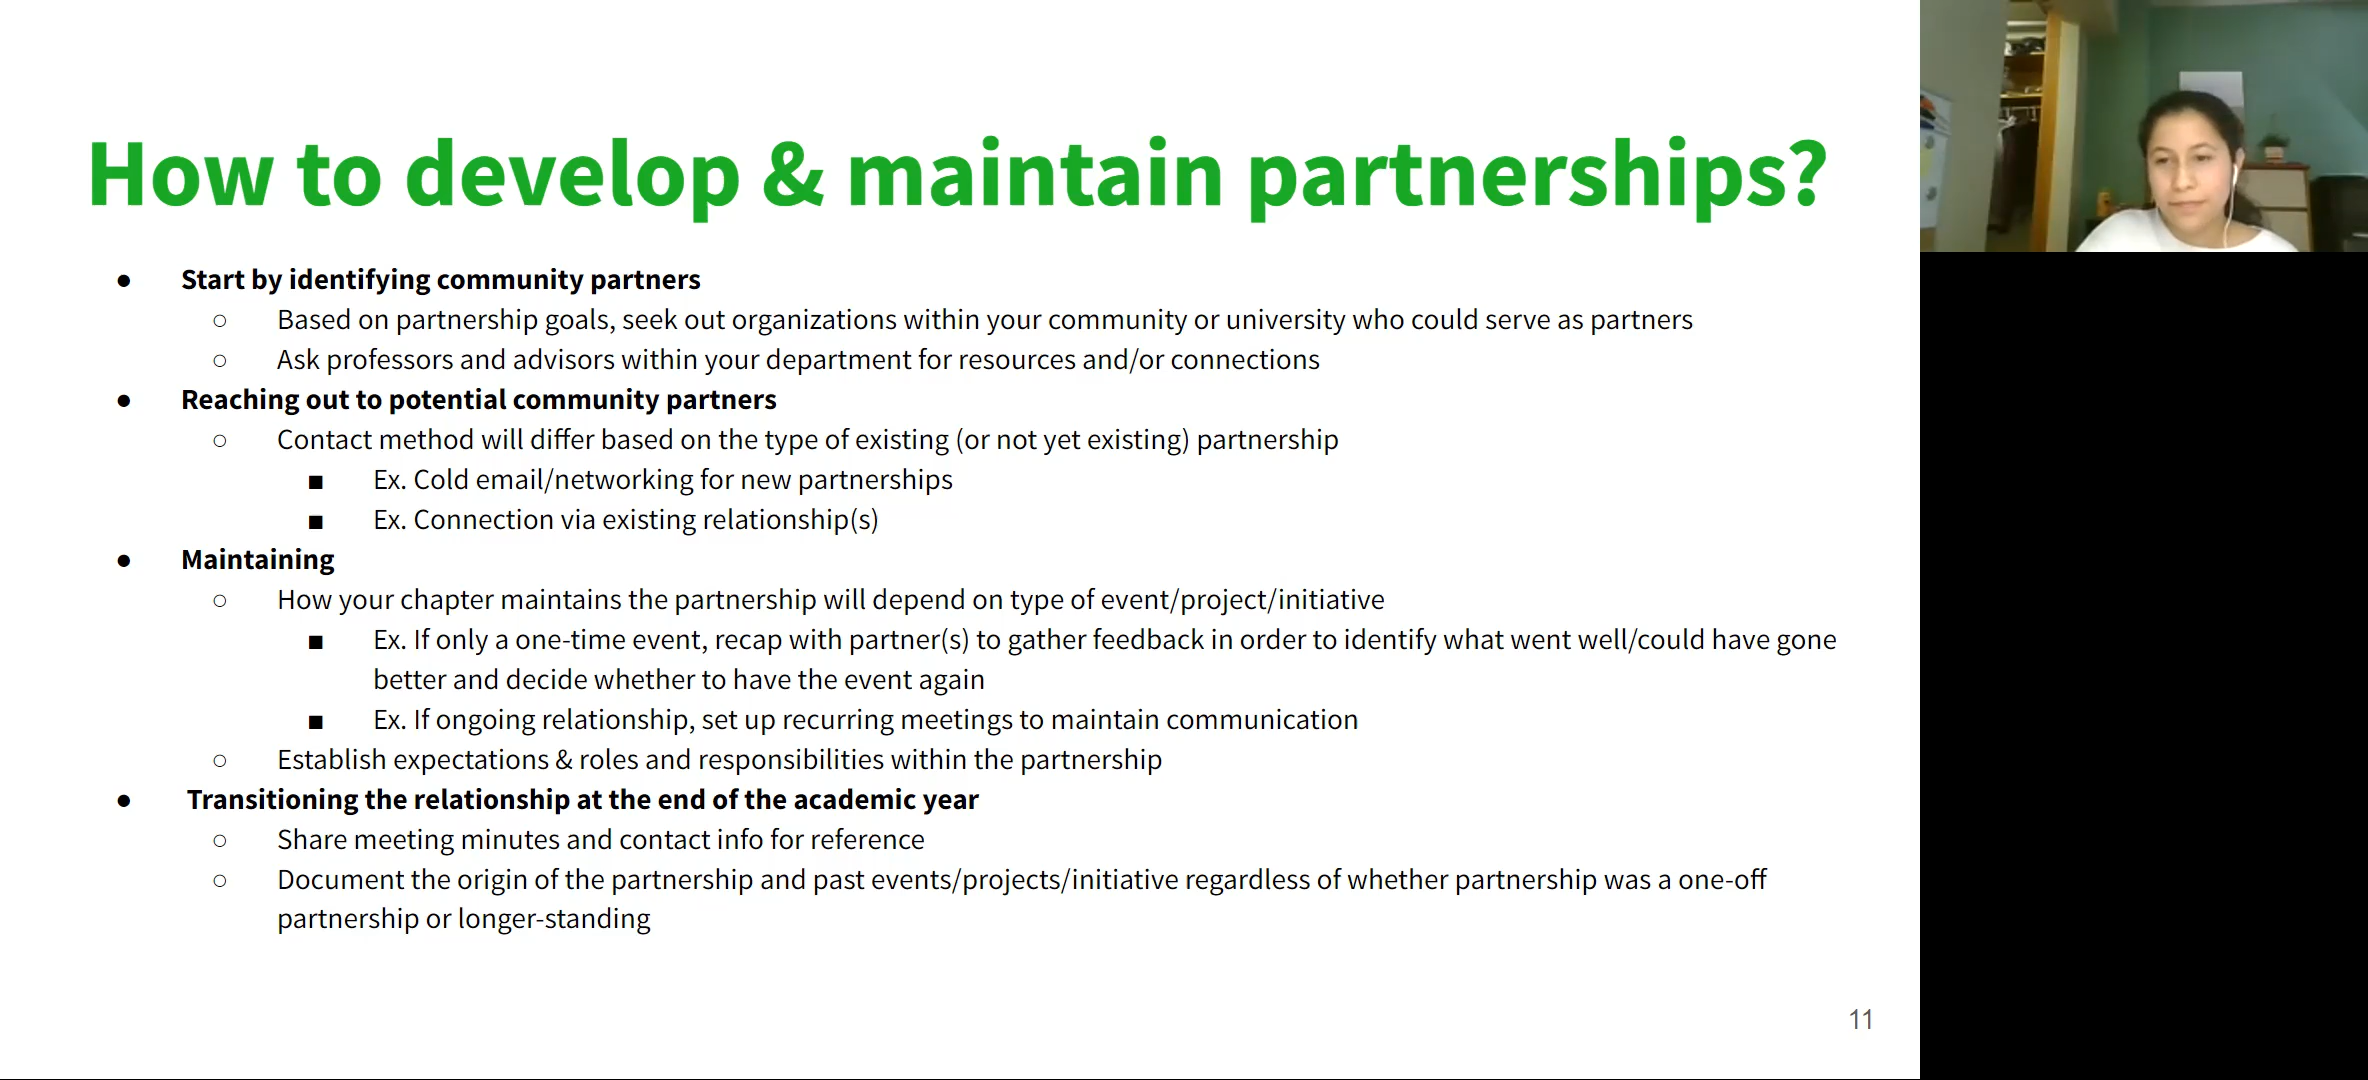 How to develop & maintain partnerships?
● Start by identifying community partners
○ Based on partnership goals, seek out organizations within your community or university who could serve as partners
○ Ask professors and advisors within your department for resources and/or connections
● Reaching out to potential community partners
○ Contact method will differ based on the type of existing (or not yet existing) partnership
■ Ex. Cold email/networking for new partnerships
■ Ex. Connection via existing relationship(s)
● Maintaining
○ How your chapter maintains the partnership will depend on type of event/project/initiative
■ Ex. If only a one-time event, recap with partner(s) to gather feedback in order to identify what went well/could have gone
better and decide whether to have the event again
■ Ex. If ongoing relationship, set up recurring meetings to maintain communication
○ Establish expectations & roles and responsibilities within the partnership
● Transitioning the relationship at the end of the academic year
○ Share meeting minutes and contact info for reference
○ Document the origin of the partnership and past events/projects/initiative regardless of whether partnership was a one-off
partnership or longer-standing
11